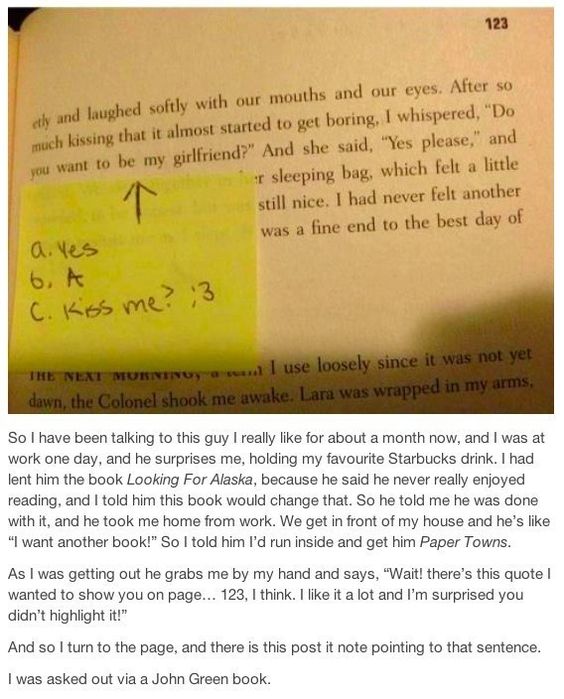 123
etly and laughed softly with our mouths and our eyes. After so
much kissing that it almost started to get boring, I whispered, “Do
you want to be my girlfriend?” And she said, “Yes please,” and
r sleeping bag, which felt a little
still nice. I had never felt another
was a fine end to the best day of
a. Yes
b. A
c. Kiss me? ;3
THE NEXT MORNING, a term I use loosely since it was not yet
dawn, the Colonel shook me awake. Lara was wrapped in my arms,
So I have been talking to this guy I really like for about a month now, and I was at
work one day, and he surprises me, holding my favourite Starbucks drink. I had
lent him the book Looking For Alaska, because he said he never really enjoyed
reading, and I told him this book would change that. So he told me he was done
with it, and he took me home from work. We get in front of my house and he’s like
“I want another book!” So I told him I’d run inside and get him Paper Towns.
As I was getting out he grabs me by my hand and says, “Wait! there’s this quote I
wanted to show you on page… 123, I think. I like it a lot and I’m surprised you
didn’t highlight it!”
And so I turn to the page, and there is this post it note pointing to that sentence.
I was asked out via a John Green book.